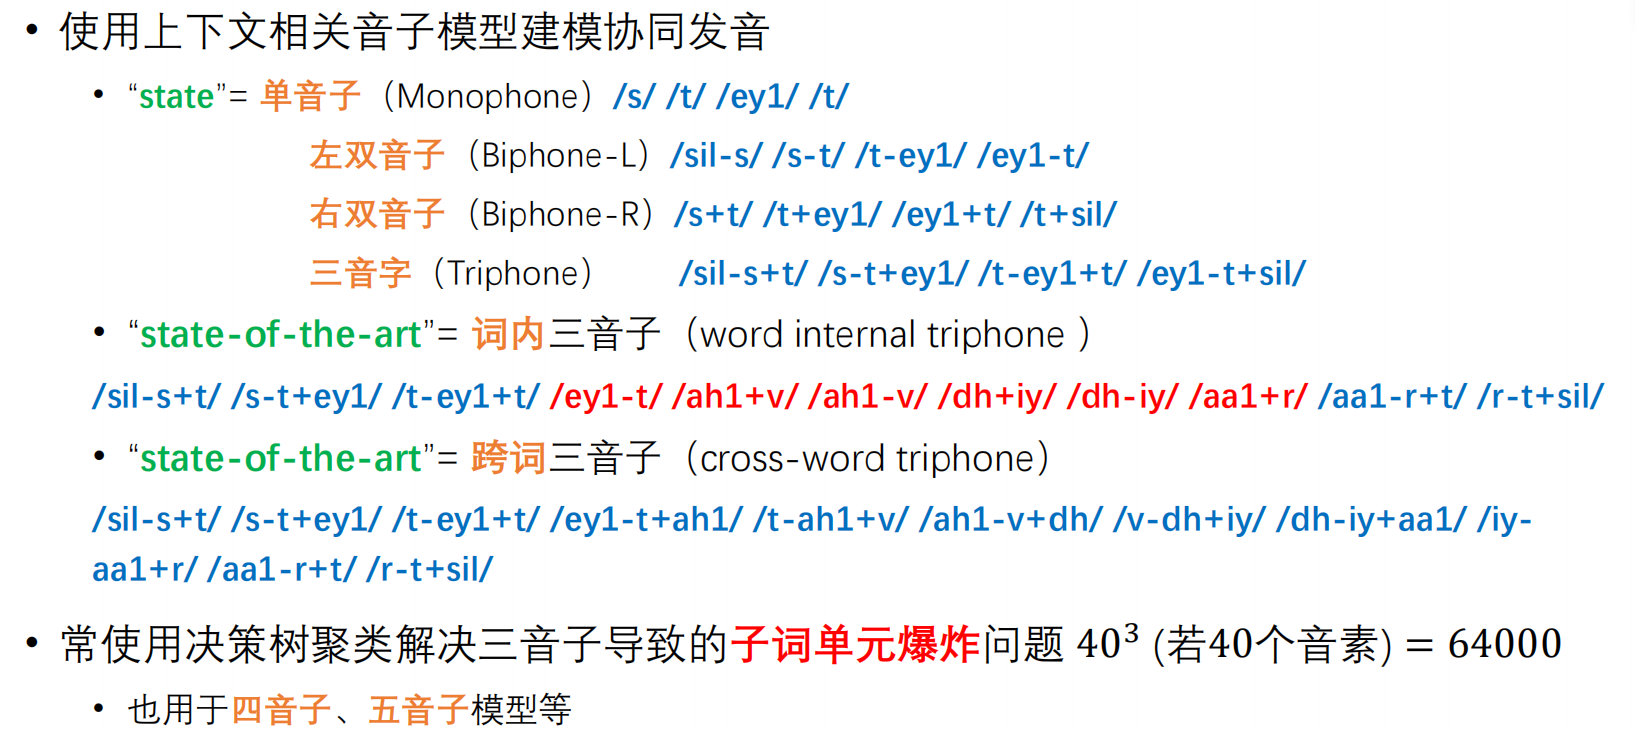 • 使用上下文相关音子模型建模协同发音
• “state”= 单音子（Monophone）/s/ /t/ /ey1/ /t/
左双音子（Biphone-L）/sil-s/ /s-t/ /t-ey1/ /ey1-t/
右双音子（Biphone-R）/s+t/ /t+ey1/ /ey1+t/ /t+sil/
三音字（Triphone） /sil-s+t/ /s-t+ey1/ /t-ey1+t/ /ey1-t+sil/
• “state-of-the-art”= 词内三音子（word internal triphone ）
/sil-s+t/ /s-t+ey1/ /t-ey1+t/ /ey1-t/ /ah1+v/ /ah1-v/ /dh+iy/ /dh-iy/ /aa1+r/ /aa1-r+t/ /r-t+sil/
• “state-of-the-art”= 跨词三音子（cross-word triphone）
/sil-s+t/ /s-t+ey1/ /t-ey1+t/ /ey1-t+ah1/ /t-ah1+v/ /ah1-v+dh/ /v-dh+iy/ /dh-iy+aa1/ /iy-
aa1+r/ /aa1-r+t/ /r-t+sil/
• 常使用决策树聚类解决三音子导致的子词单元爆炸问题 40³ (若40个音素) = 64000
• 也用于四音子、五音子模型等